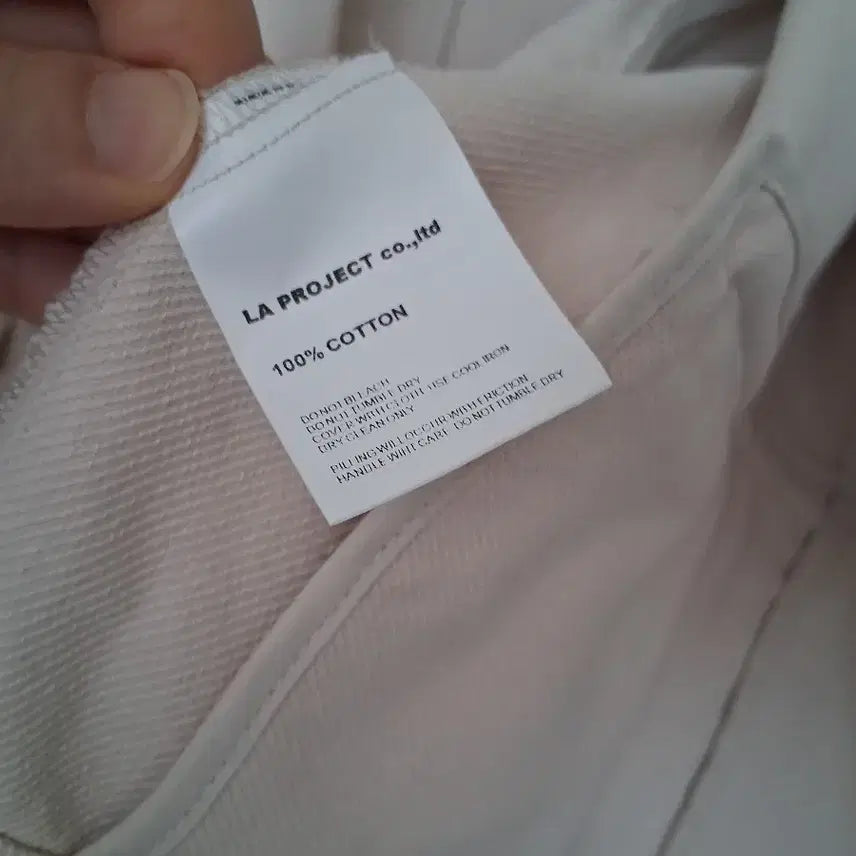 LA PROJECT co.,ltd
100% COTTON
DO NOT BLEACH
DO NOT TUMBLE DRY
COVER WITH CLOTH USE COOL IRON
DRY CLEAN ONLY
PILLING WILL OCCUR WITH FRICTION
HANDLE WIHT CARE DO NOT TUMBLE DRY